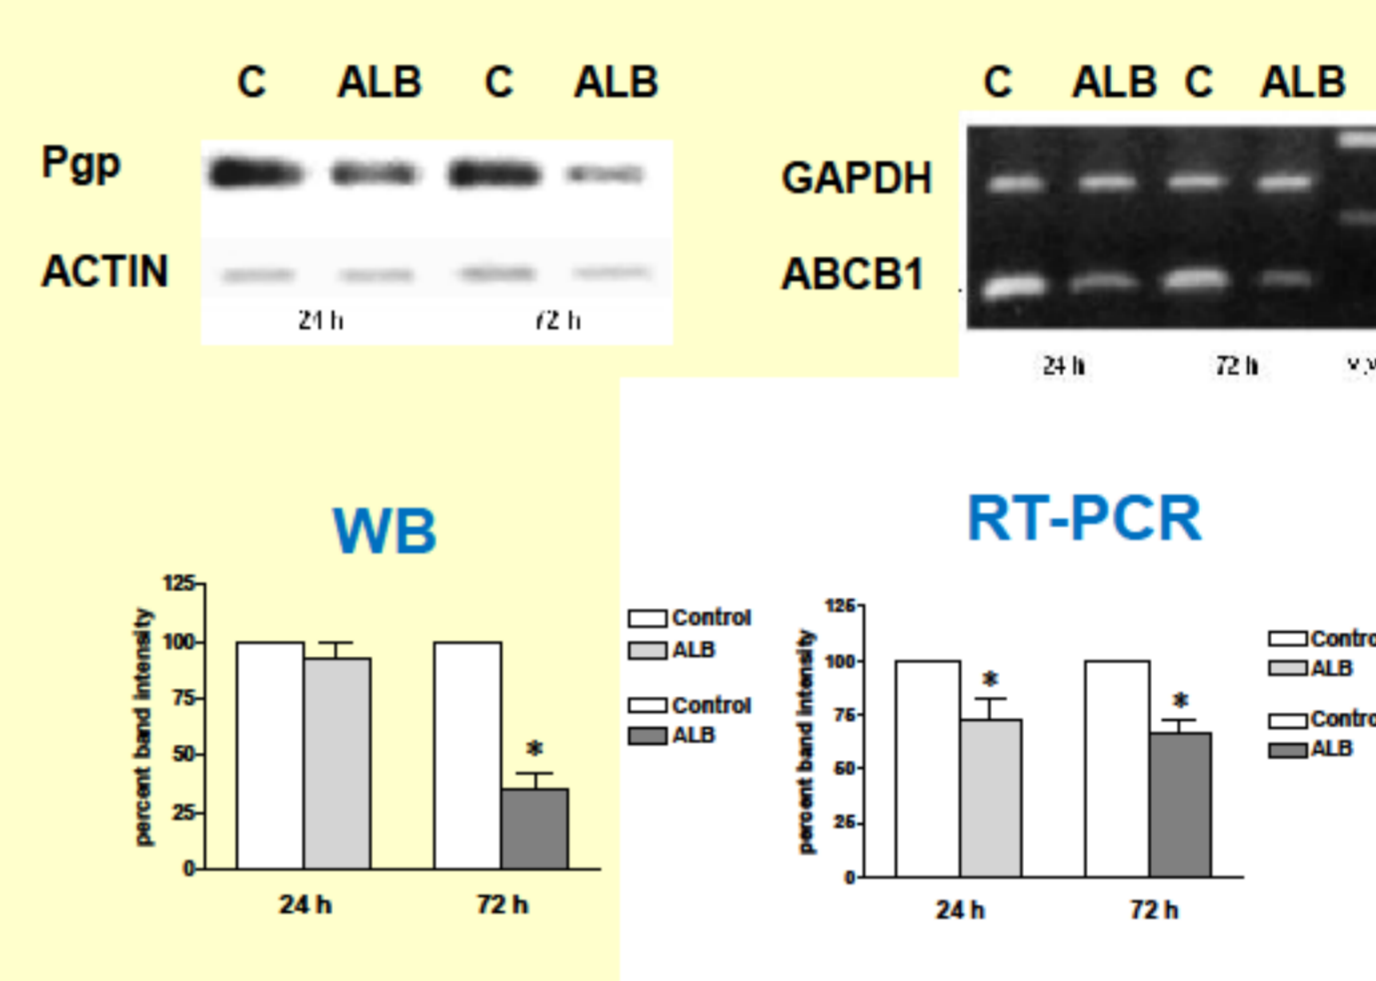 C ALB C ALB
Pgp
ACTIN
24 h 72 h
C ALB C ALB
GAPDH
ABCB1
24 h 72 h
WB
percent band intensity
125
100
75
50
25
0
24 h 72 h
Control
ALB
Control
ALB
RT-PCR
percent band intensity
125
100
75
50
25
0
* *
*
24 h 72 h
Contro
ALB
Contro
ALB